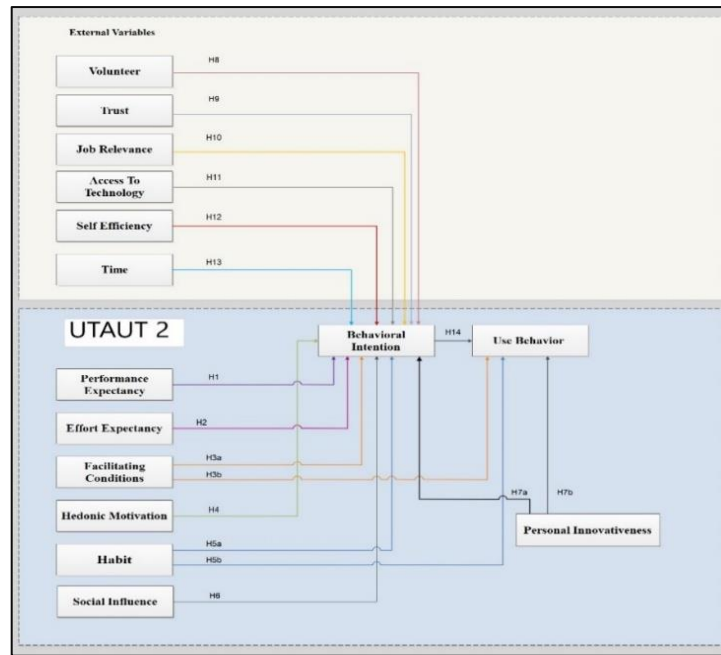 External Variables
Volunteer
H8
Trust
H9
Job Relevance
H10
Access To
Technology
H11
Self Efficiency
H12
Time
H13
UTAUT 2
Behavioral
Intention
H14
Use Behavior
Performance
Expectancy
H1
Effort Expectancy
H2
Facilitating
Conditions
H3a
H3b
Hedonic Motivation
H4
H7a
H7b
Personal Innovativeness
Habit
H5a
H5b
Social Influence
H6